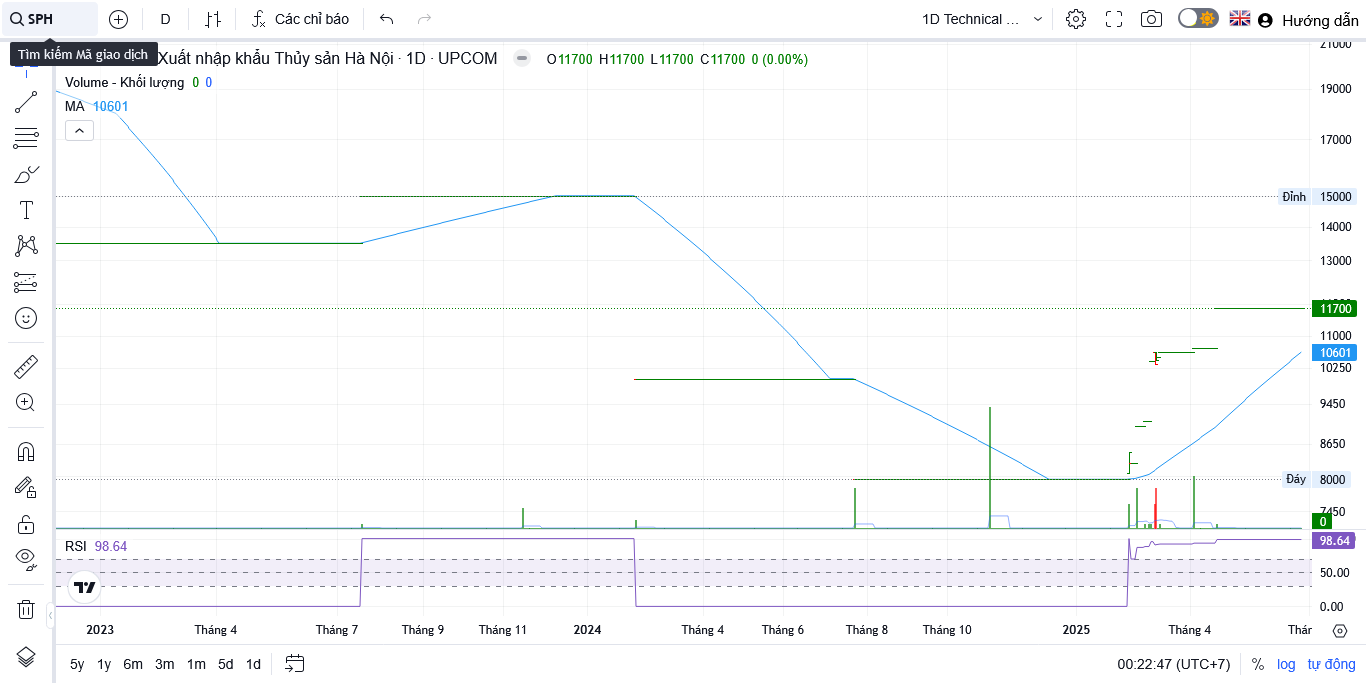 SPH
D
Các chỉ báo
1D Technical ...
Hướng dẫn
Tìm kiếm Mã giao dịch
Xuất nhập khẩu Thủy sản Hà Nội · 1D · UPCOM
O11700 H11700 L11700 C11700 0 (0.00%)
Volume - Khối lượng 0 0
MA 10601
21000
19000
17000
Đỉnh 15000
14000
13000
11700
11000
10601
10250
9450
8650
Đáy 8000
7450
0
RSI 98.64
98.64
50.00
0.00
2023 Tháng 4 Tháng 7 Tháng 9 Tháng 11 2024 Tháng 4 Tháng 6 Tháng 8 Tháng 10 2025 Tháng 4 Thár
5y 1y 6m 3m 1m 5d 1d
00:22:47 (UTC+7) % log tự động